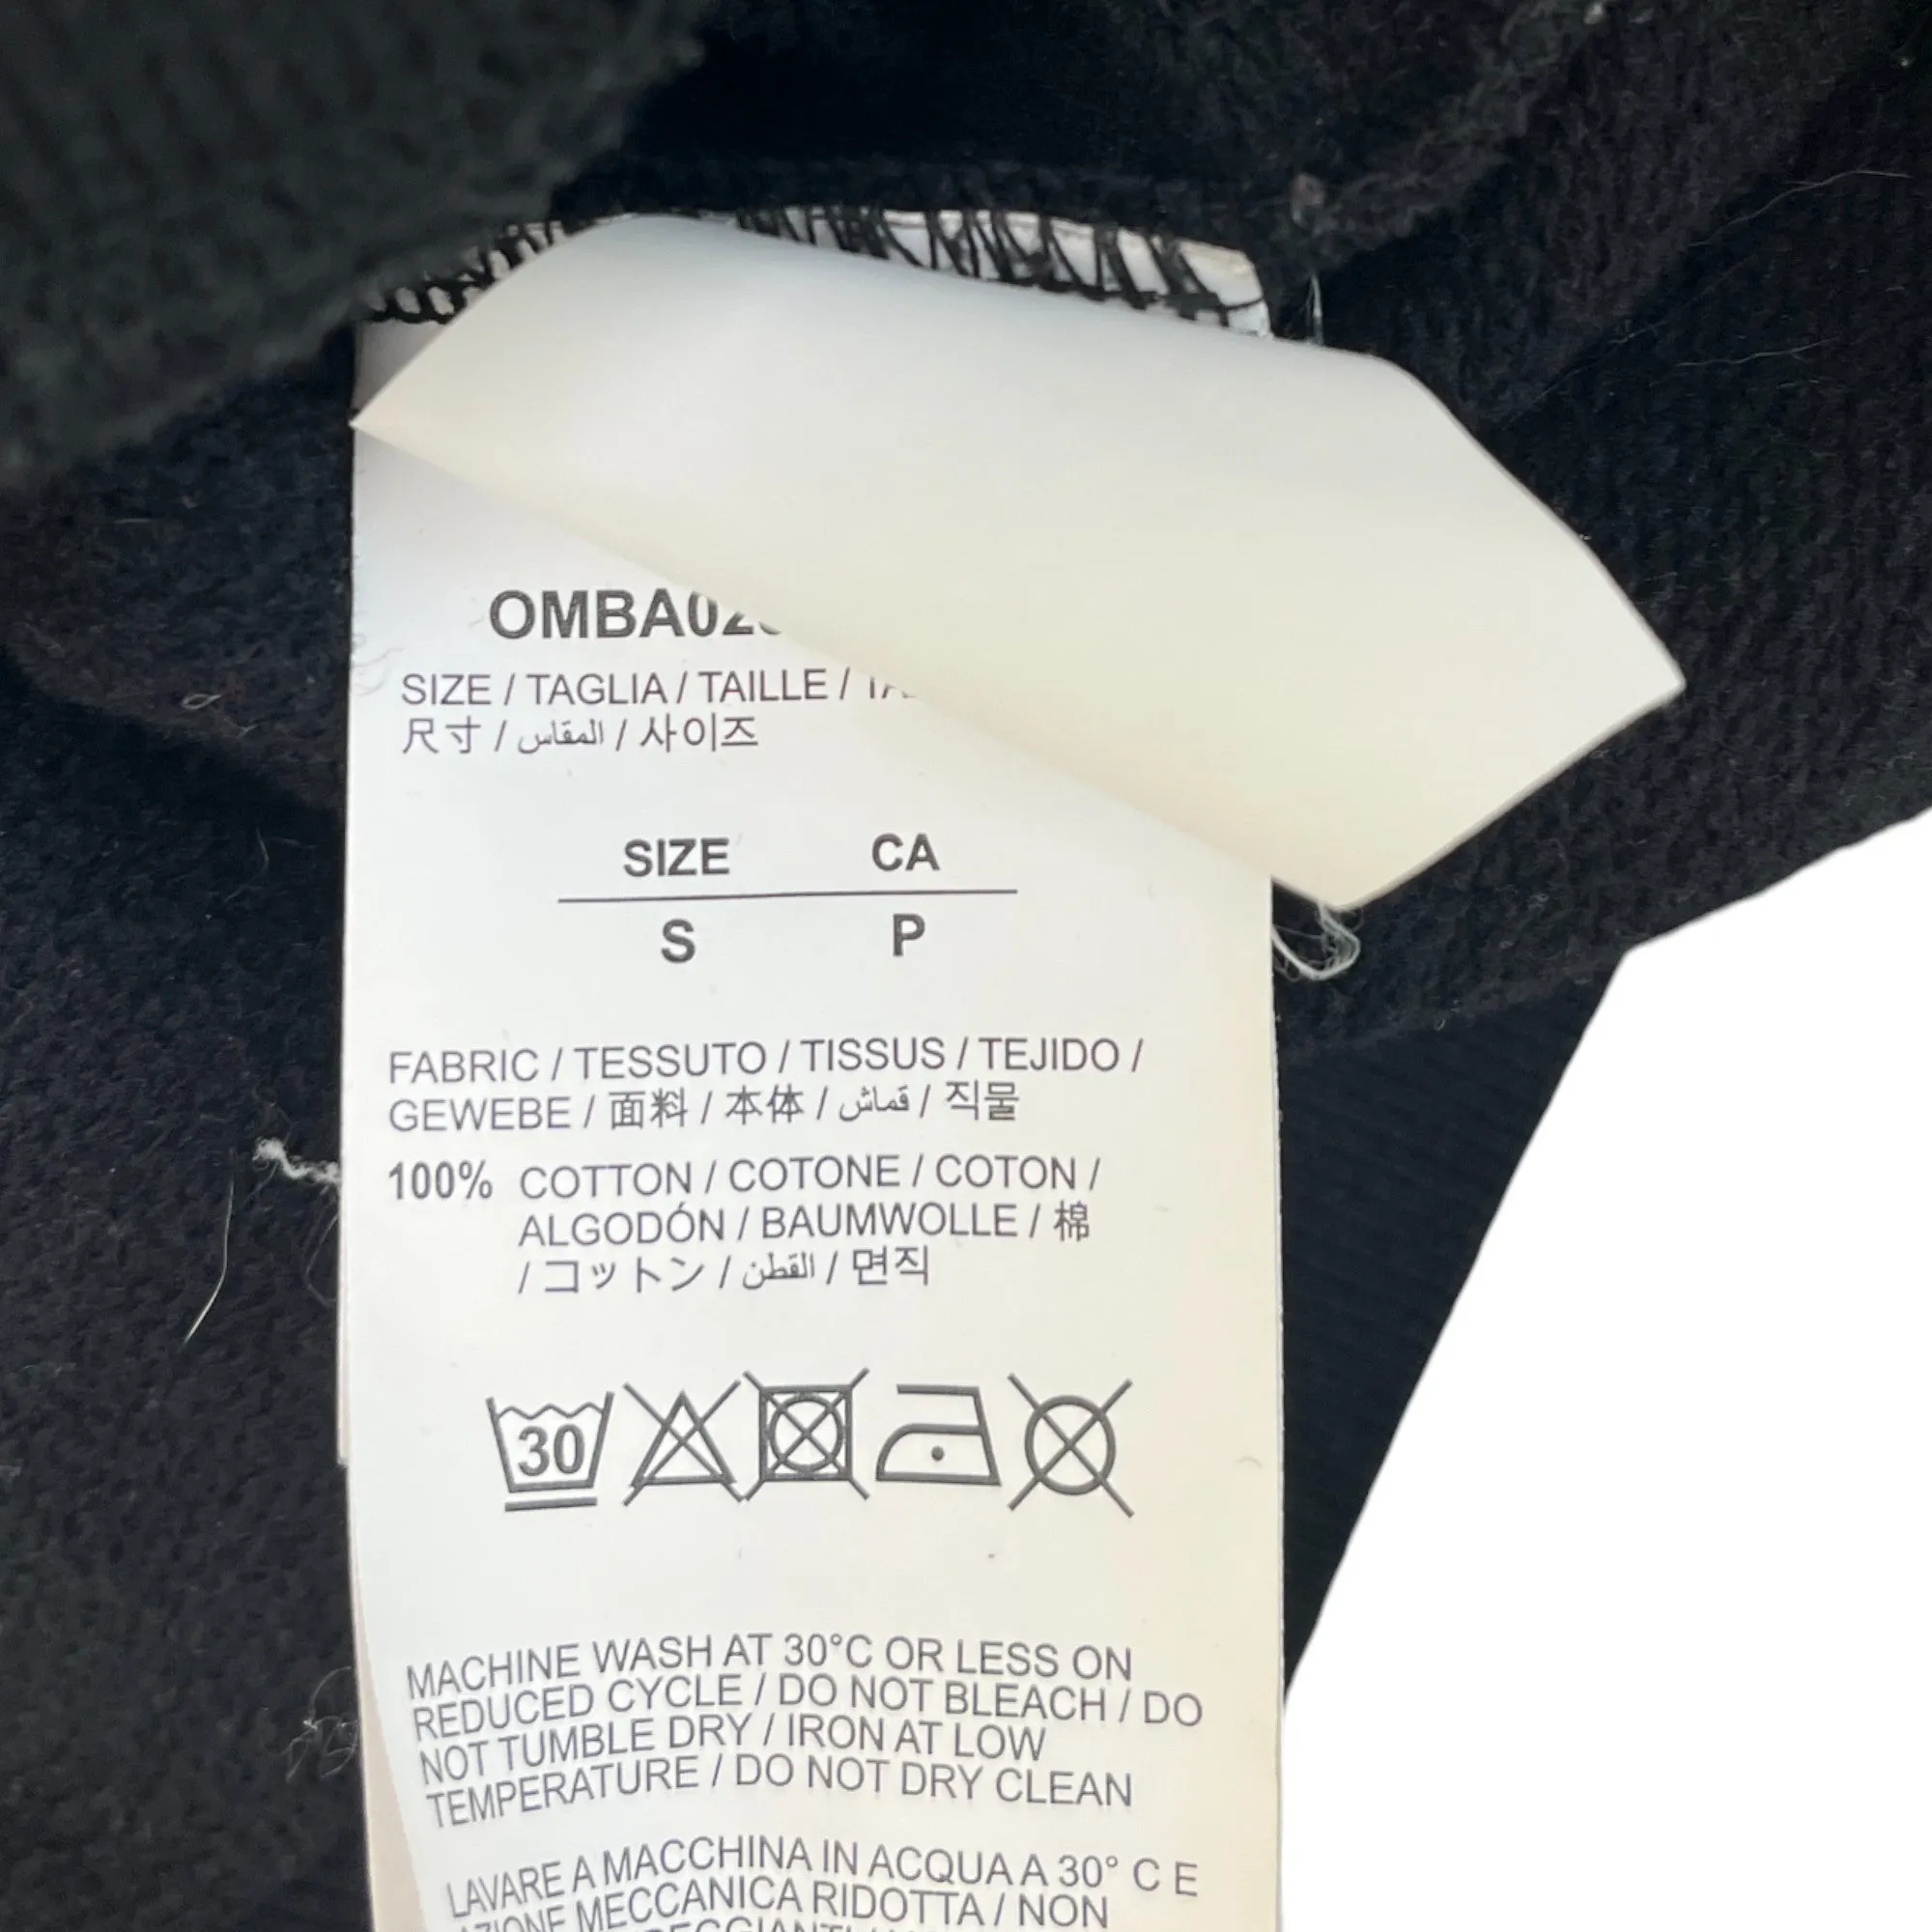 OMBA02
SIZE / TAGLIA / TAILLE /
尺寸 / المقاس / 사이즈
SIZE CA
S P
FABRIC / TESSUTO / TISSUS / TEJIDO /
GEWEBE / 面料 / 本体 / قماش / 직물
100% COTTON / COTONE / COTON /
ALGODÓN / BAUMWOLLE / 棉
/ コットン / القطن / 면직
30
MACHINE WASH AT 30°C OR LESS ON
REDUCED CYCLE / DO NOT BLEACH / DO
NOT TUMBLE DRY / IRON AT LOW
TEMPERATURE / DO NOT DRY CLEAN
LAVARE A MACCHINA IN ACQUA A 30° C E
AZIONE MECCANICA RIDOTTA / NON